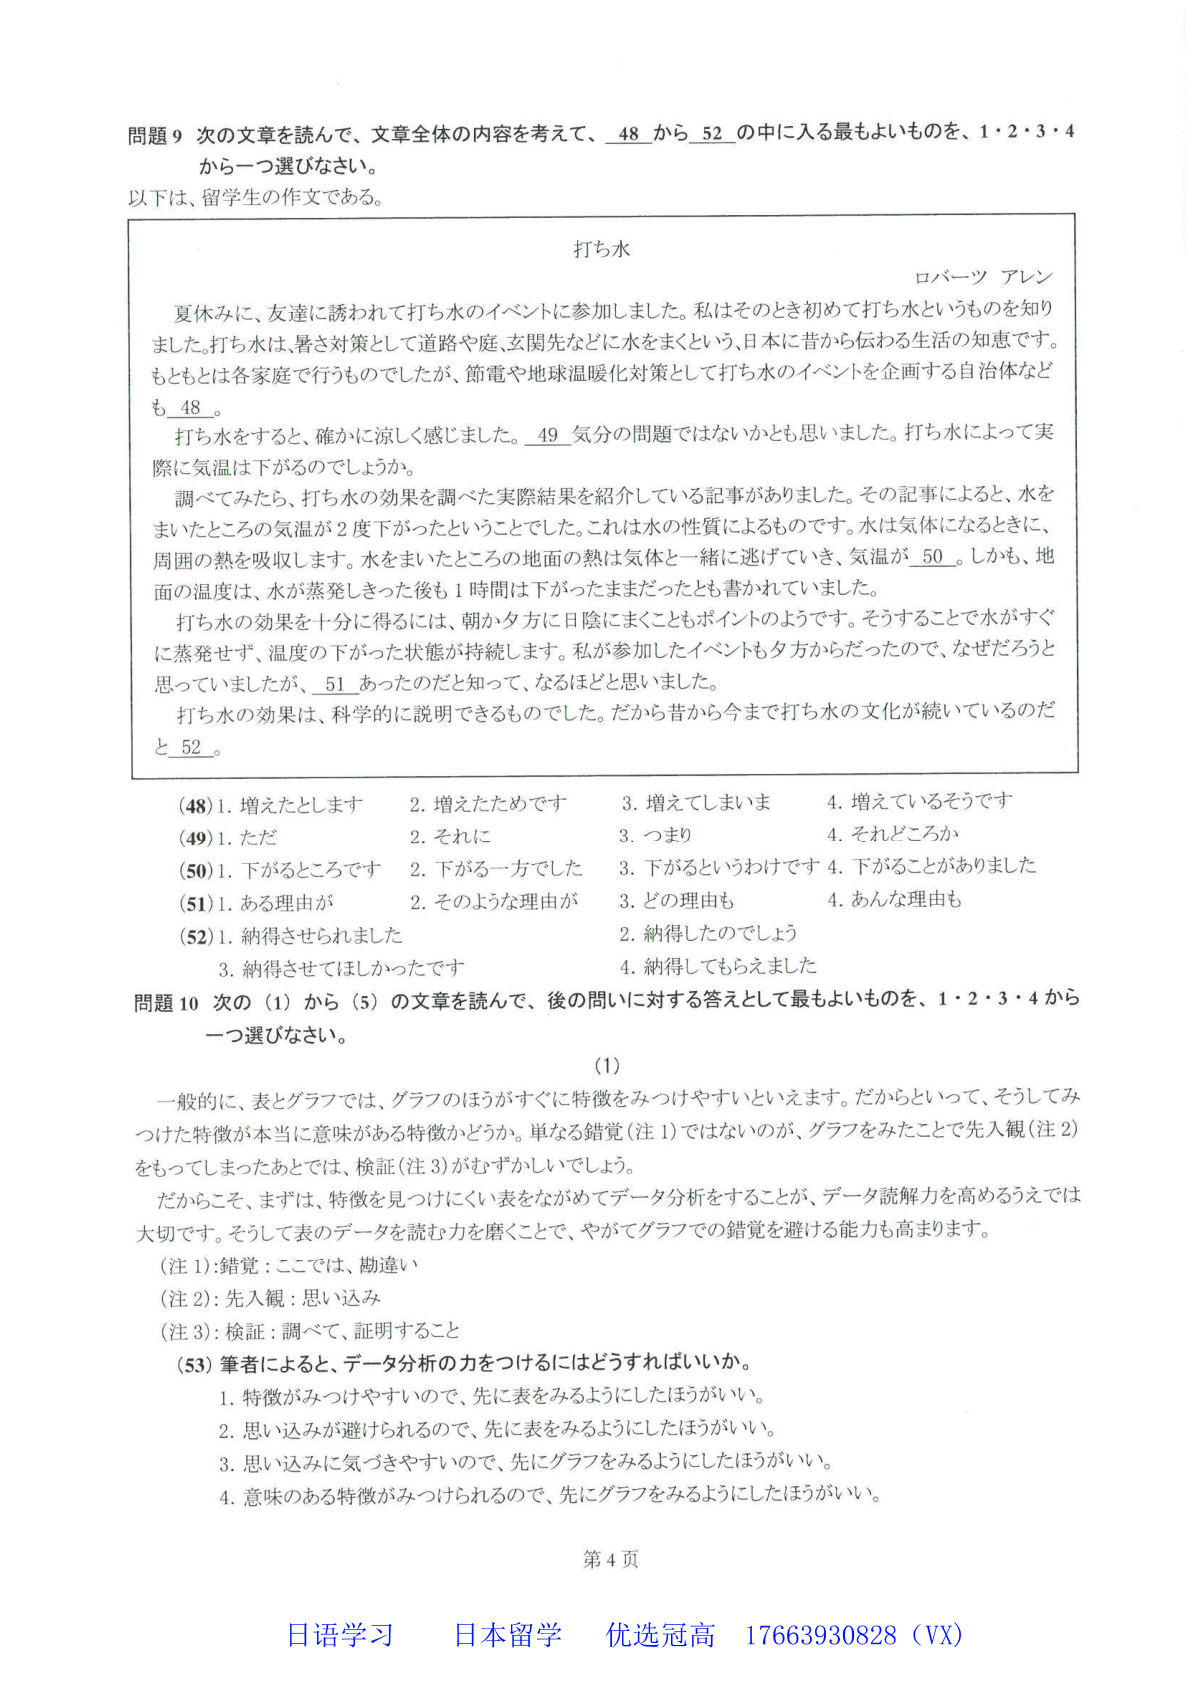 問題 9 次の文章を読んで、文章全体の内容を考えて、 48 から 52 の中に入る最もよいものを、1・2・3・4
から一つ選びなさい。
以下は、留学生の作文である。
打ち水
ロバーツ アレン
夏休みに、友達に誘われて打ち水のイベントに参加しました。私はそのとき初めて打ち水というものを知り
ました。打ち水は、暑さ対策として道路や庭、玄関先などに水をまくという、日本に昔から伝わる生活の知恵です。
もともとは各家庭で行うものでしたが、節電や地球温暖化対策として打ち水のイベントを企画する自治体など
も 48 。
打ち水をすると、確かに涼しく感じました。 49 気分の問題ではないかとも思いました。打ち水によって実
際に気温は下がるのでしょうか。
調べてみたら、打ち水の効果を調べた実際結果を紹介している記事がありました。その記事によると、水を
まいたところの気温が 2 度下がったということでした。これは水の性質によるものです。水は気体になるときに、
周囲の熱を吸収します。水をまいたところの地面の熱は気体と一緒に逃げていき、気温が 50 。しかも、地
面の温度は、水が蒸発しきった後も 1 時間は下がったままだったとも書かれていました。
打ち水の効果を十分に得るには、朝か夕方に日陰にまくこともポイントのようです。そうすることで水がすぐ
に蒸発せず、温度の下がった状態が持続します。私が参加したイベントも夕方からだったので、なぜだろうと
思っていましたが、 51 あったのだと知って、なるほどと思いました。
打ち水の効果は、科学的に説明できるものでした。だから昔から今まで打ち水の文化が続いているのだ
と 52 。
(48) 1. 増えたとします 2. 増えたためです 3. 増えてしまいま 4. 増えているそうです
(49) 1. ただ 2. それに 3. つまり 4. それどころか
(50) 1. 下がるところです 2. 下がる一方でした 3. 下がるというわけです 4. 下がることがありました
(51) 1. ある理由が 2. そのような理由が 3. どの理由も 4. あんな理由も
(52) 1. 納得させられました 2. 納得したのでしょう
3. 納得させてほしかったです 4. 納得してもらえました
問題 10 次の（1）から（5）の文章を読んで、後の問いに対する答えとして最もよいものを、1・2・3・4 から
一つ選びなさい。
(1)
一般的に、表とグラフでは、グラフのほうがすぐに特徴をみつけやすいといえます。だからといって、そうしてみ
つけた特徴が本当に意味がある特徴かどうか。単なる錯覚(注 1)ではないのが、グラフをみたことで先入観(注 2)
をもってしまったあとでは、検証(注 3)がむずかしいでしょう。
だからこそ、まずは、特徴を見つけにくい表をながめてデータ分析をすることが、データ読解力を高めるうえでは
大切です。そうして表のデータを読む力を磨くことで、やがてグラフでの錯覚を避ける能力も高まります。
(注 1):錯覚 : ここでは、勘違い
(注 2): 先入観 : 思い込み
(注 3): 検証 : 調べて、証明すること
(53) 筆者によると、データ分析の力をつけるにはどうすればいいか。
1. 特徴がみつけやすいので、先に表をみるようにしたほうがいい。
2. 思い込みが避けられるので、先に表をみるようにしたほうがいい。
3. 思い込みに気づきやすいので、先にグラフをみるようにしたほうがいい。
4. 意味のある特徴がみつけられるので、先にグラフをみるようにしたほうがいい。
第 4 页
日语学习 日本留学 优选冠高 17663930828（VX）